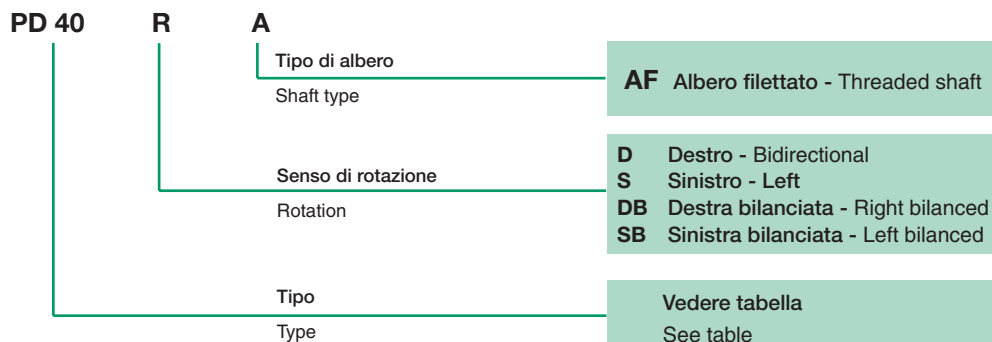 PD 40 R A
Tipo di albero
Shaft type
AF Albero filettato - Threaded shaft
Senso di rotazione
Rotation
D Destro - Bidirectional
S Sinistro - Left
DB Destra bilanciata - Right bilanced
SB Sinistra bilanciata - Left bilanced
Tipo
Type
Vedere tabella
See table